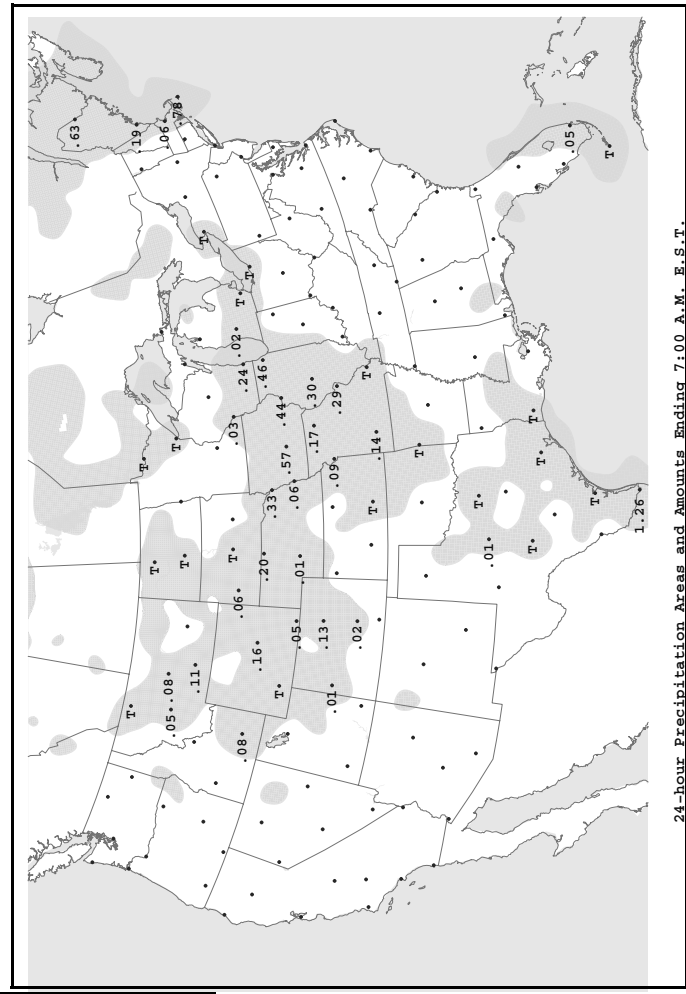 .63
T
.19
T
T
.06
.08
.05
T
.78
T
.11
T
T
.03
.02
.06
T
.08
.24
T
.16
.46
.20
.33
T
.44
.57
.06
.05
.01
.30
.17
.13
.01
.09
.29
.02
T
T
.14
T
T
.01
T
T
T
.05
T
T
1.26
24-hour Precipitation Areas and Amounts Ending 7:00 A.M. E.S.T.